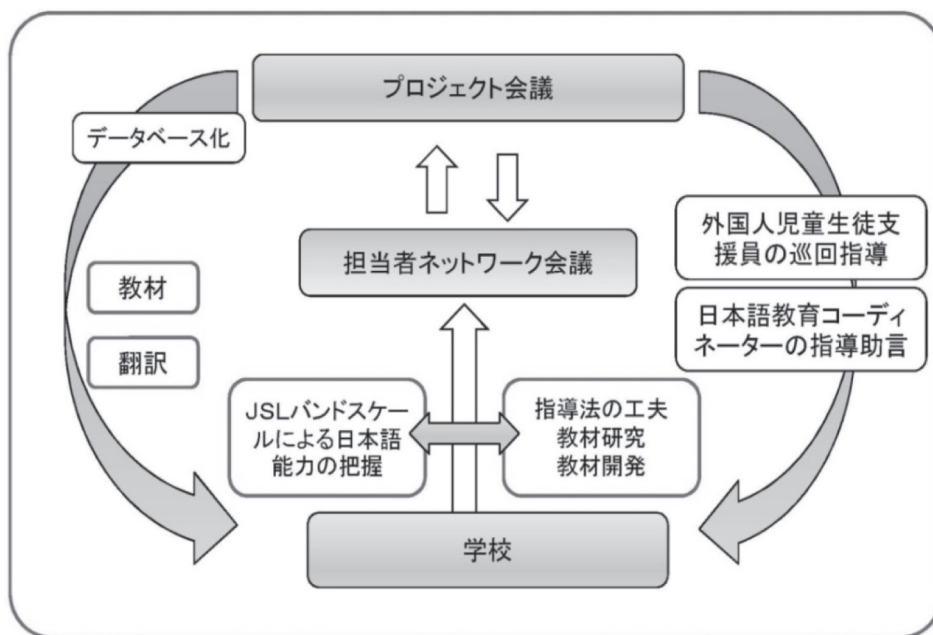 プロジェクト会議
データベース化
外国人児童生徒支
援員の巡回指導
担当者ネットワーク会議
教材
日本語教育コーディ
ネーターの指導助言
翻訳
JSLバンドスケー
ルによる日本語
能力の把握
指導法の工夫
教材研究
教材開発
学校